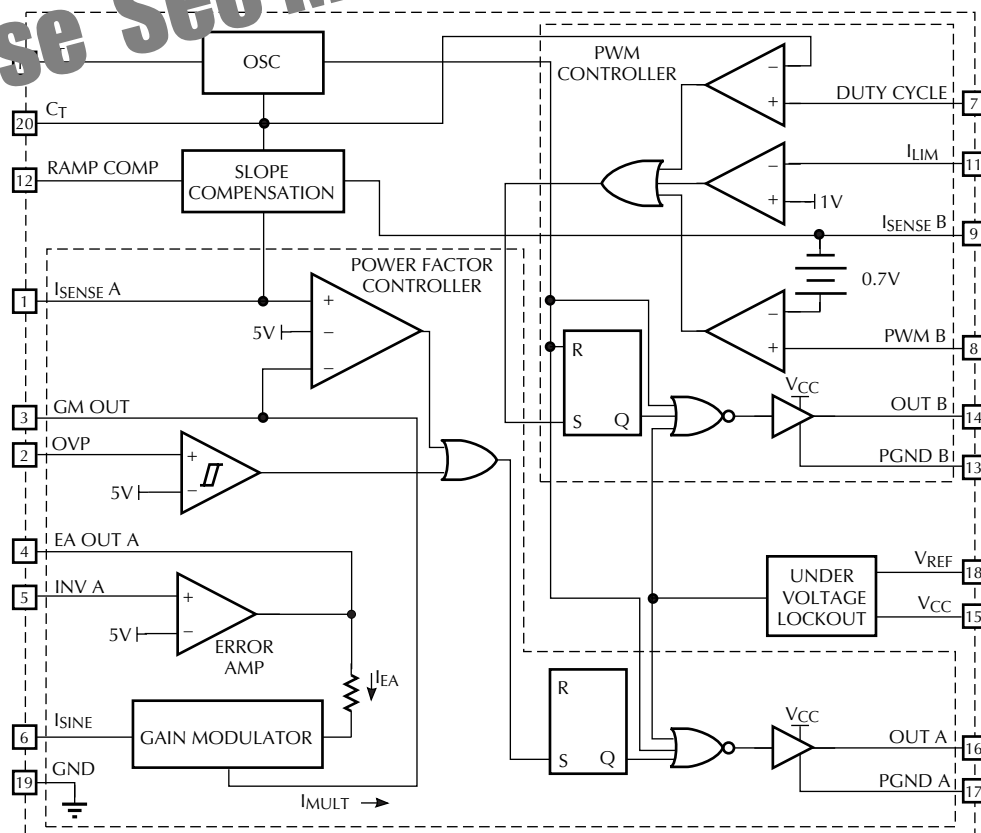 se See
OSC
PWM
CONTROLLER
DUTY CYCLE
7
20
CT
ILIM
11
12
RAMP COMP
SLOPE
COMPENSATION
1V
ISENSE B
9
0.7V
POWER FACTOR
CONTROLLER
1
ISENSE A
5V
PWM B
8
R
S
Q
VCC
3
GM OUT
OUT B
14
2
OVP
5V
PGND B
13
4
EA OUT A
5
INV A
5V
ERROR
AMP
UNDER
VOLTAGE
LOCKOUT
VREF
18
VCC
15
IEA
R
S
Q
VCC
6
ISINE
GAIN MODULATOR
OUT A
16
19
GND
IMULT
PGND A
17